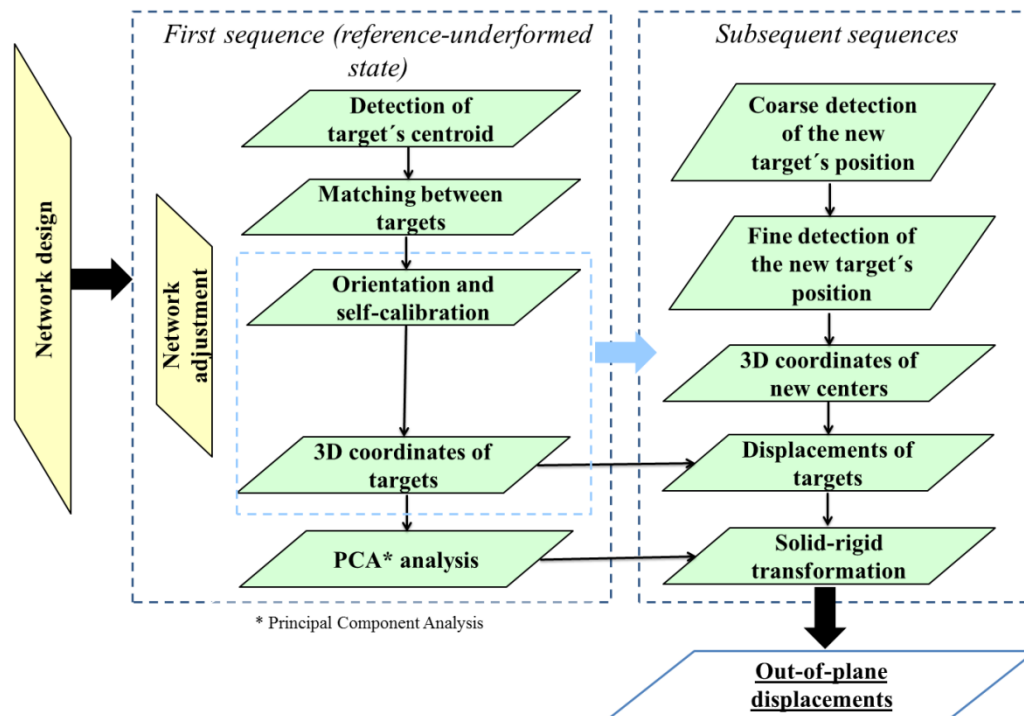 Network design
Network
adjustment
First sequence (reference-underformed
state)
Detection of
target´s centroid
Matching between
targets
Orientation and
self-calibration
3D coordinates of
targets
PCA* analysis
* Principal Component Analysis
Subsequent sequences
Coarse detection
of the new
target´s position
Fine detection of
the new target´s
position
3D coordinates of
new centers
Displacements of
targets
Solid-rigid
transformation
Out-of-plane
displacements